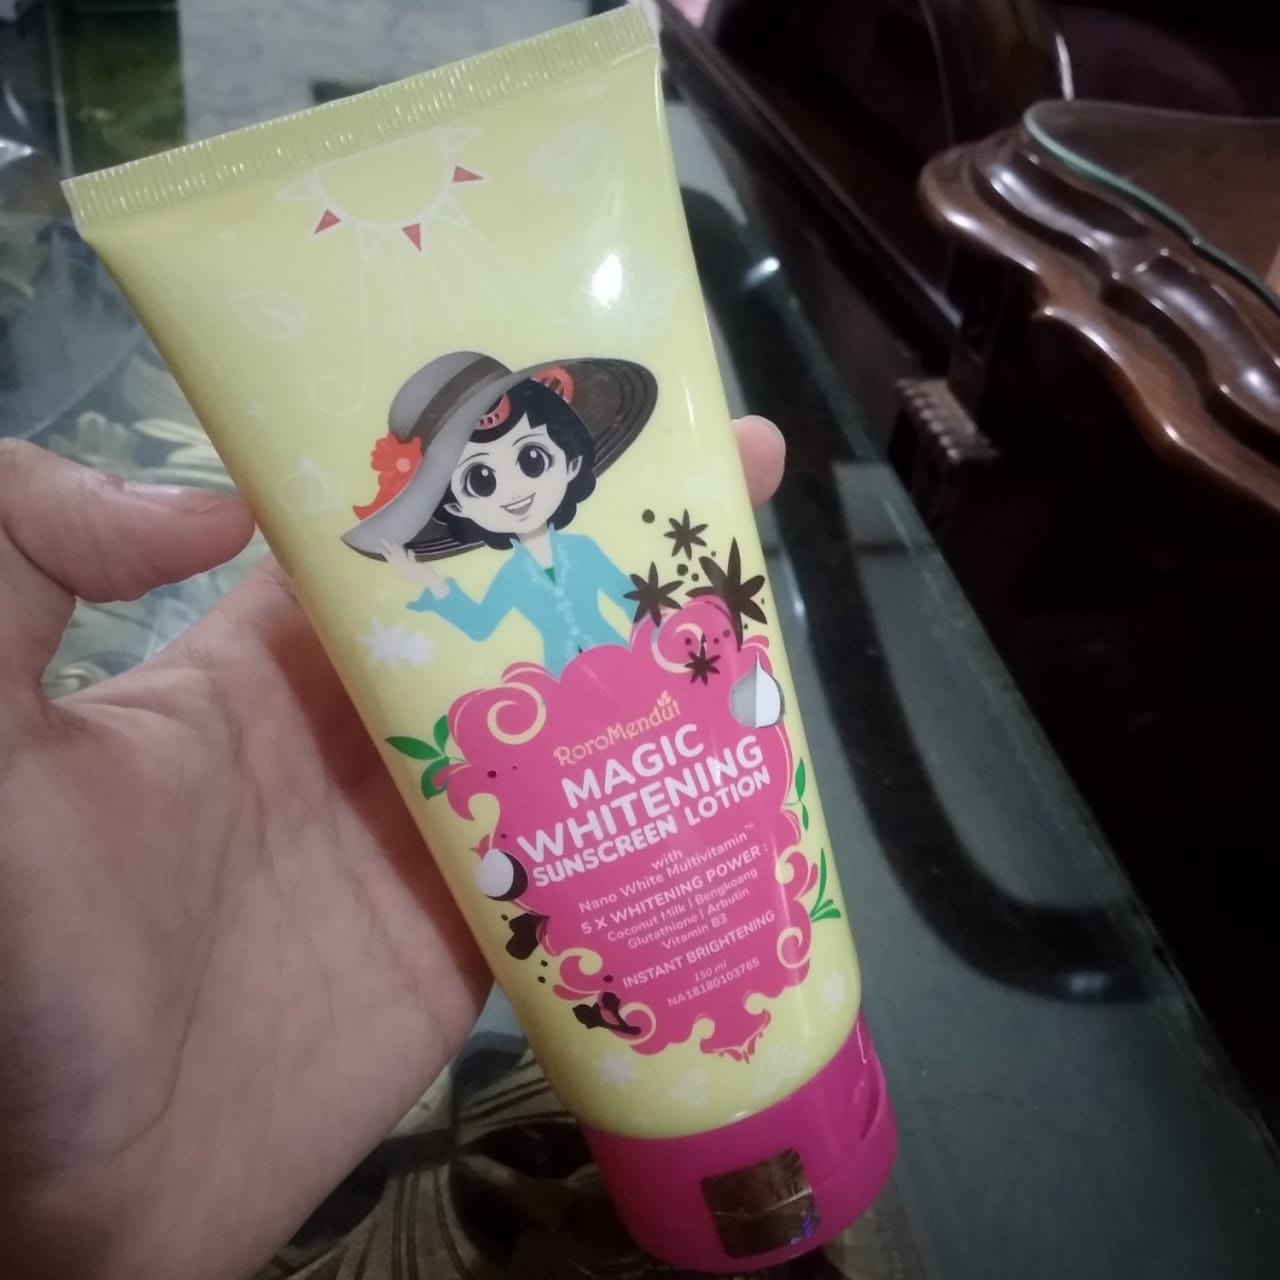 RoroMendut
MAGIC
WHITENING
SUNSCREEN LOTION
with
Nano White Multivitamin™
5 X WHITENING POWER :
Coconut Milk | Bengkoang
Glutathione | Arbutin
Vitamin B3
INSTANT BRIGHTENING
150 ml
NA18180103765